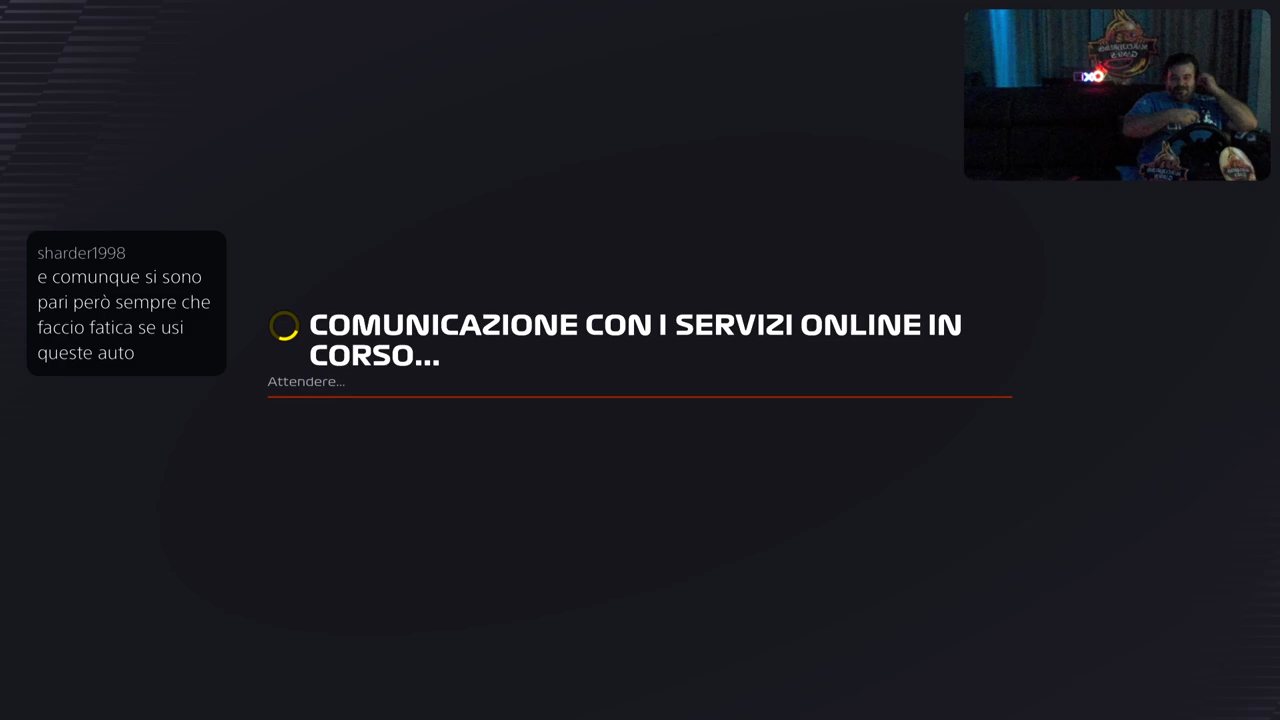 sharder1998
e comunque si sono
pari però sempre che
faccio fatica se usi
queste auto
COMUNICAZIONE CON I SERVIZI ONLINE IN
CORSO...
Attendere...